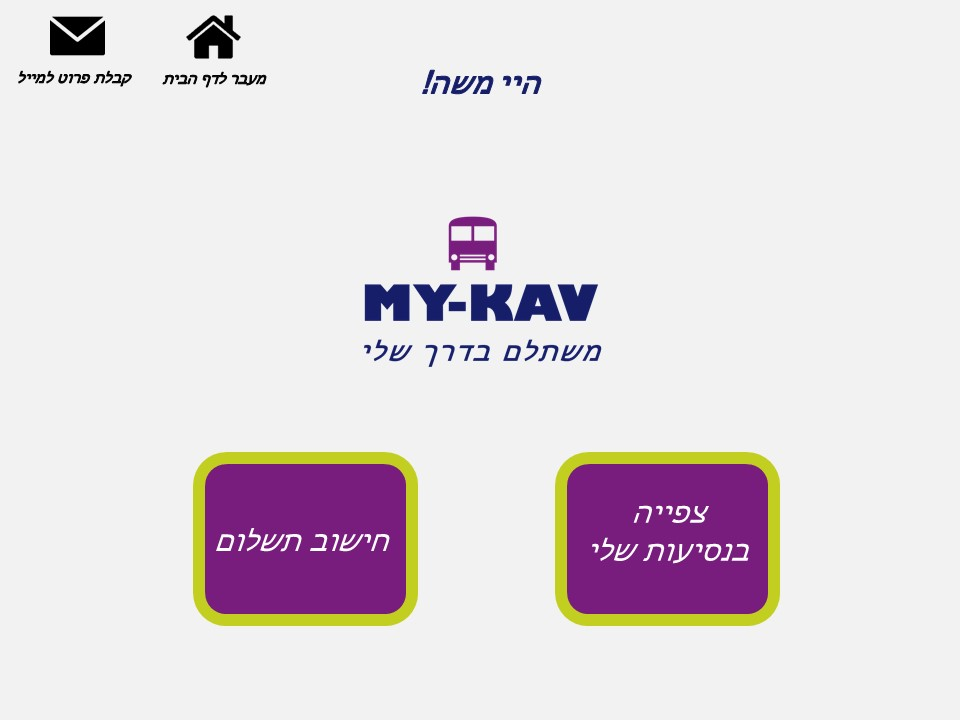 קבלת פרוט למייל
מעבר לדף הבית
היי משה!
MY-KAV
משתלם בדרך שלי
צפייה
בנסיעות שלי
חישוב תשלום